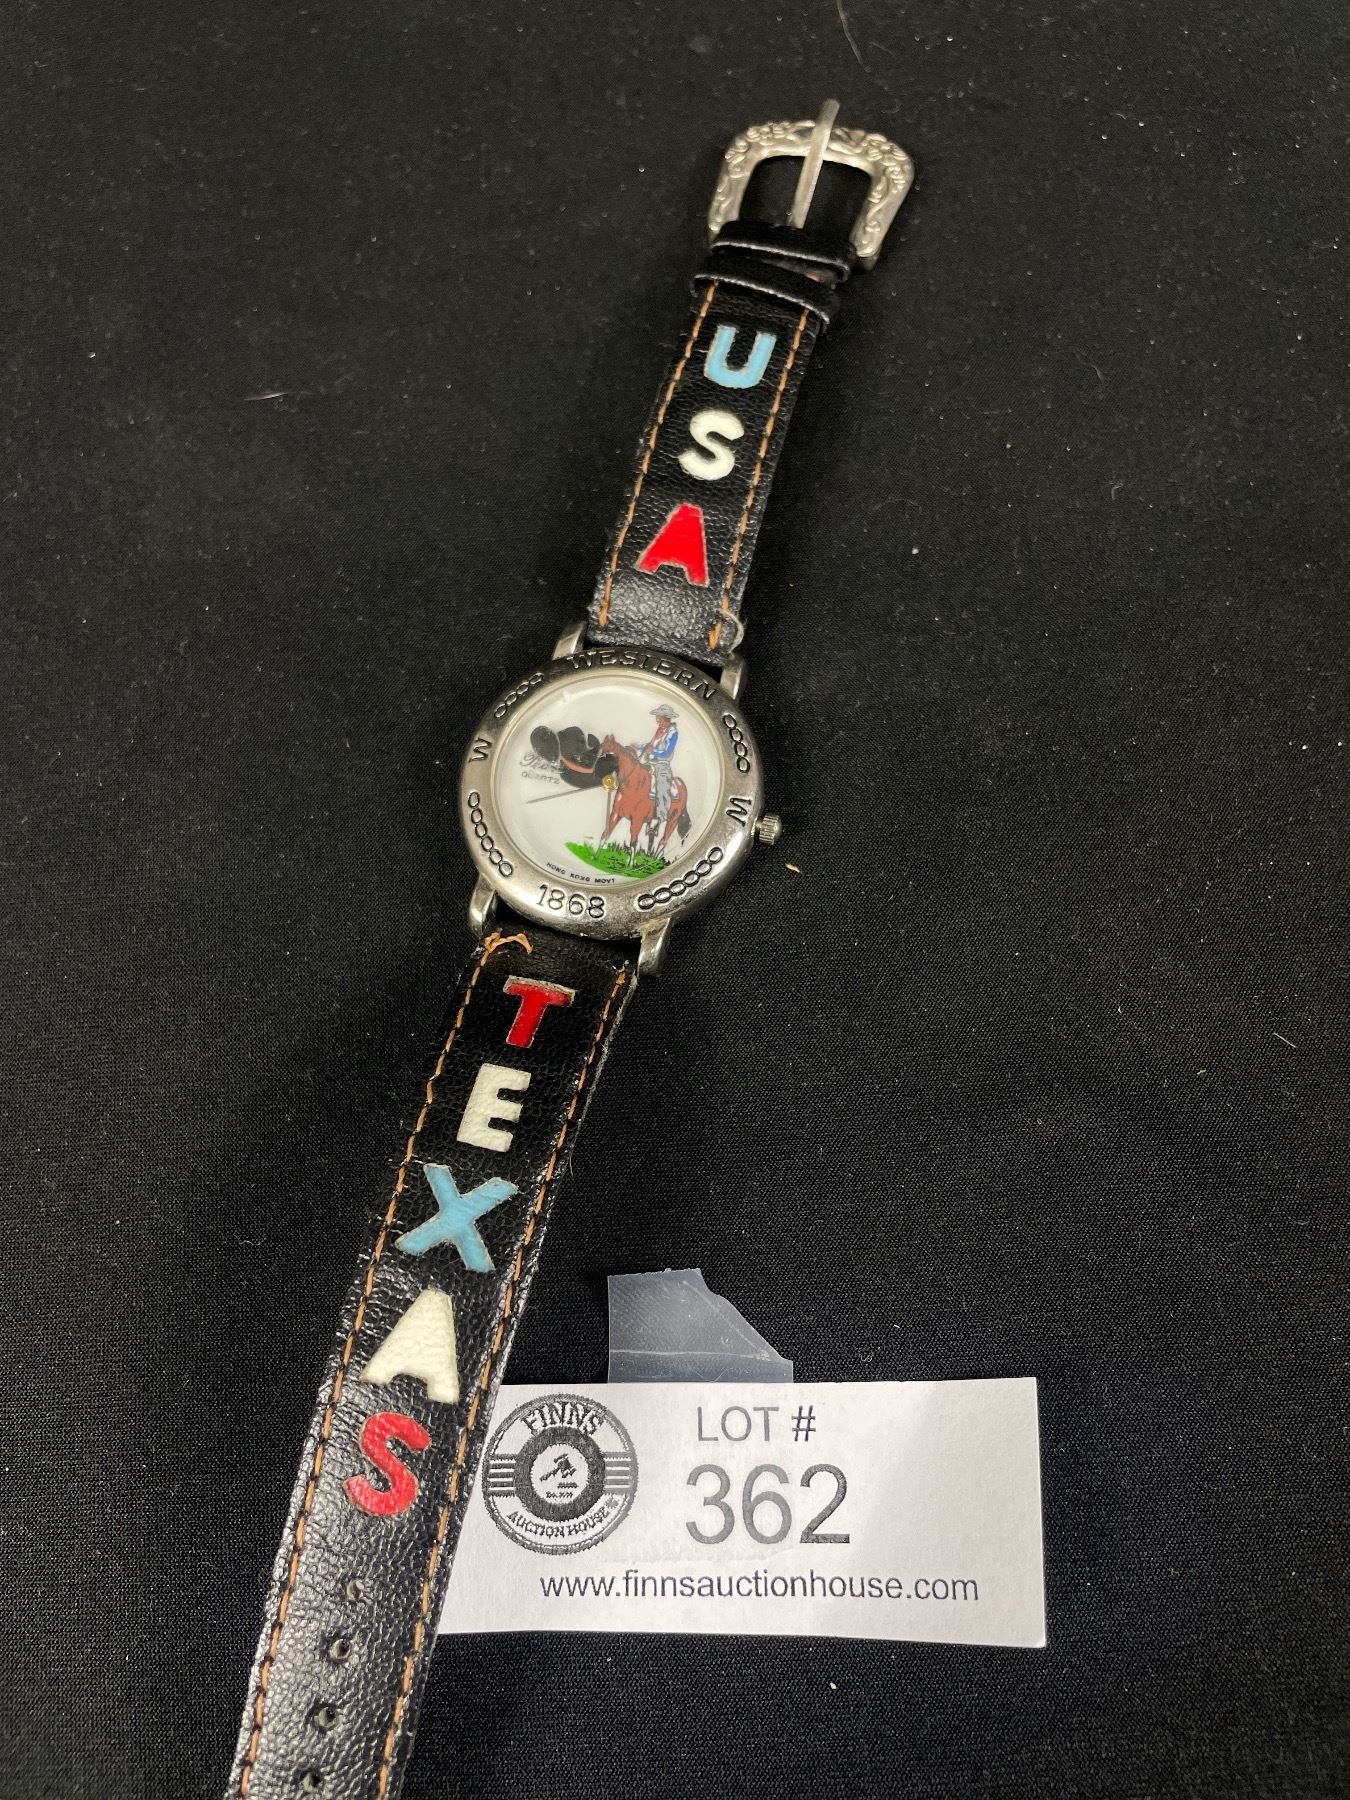 USA
WESTERN
W
W
QUARTZ
HONG KONG MOVT
1868
TEXAS
FINNS
AUCTION HOUSE
LOT #
362
www.finnsauctionhouse.com